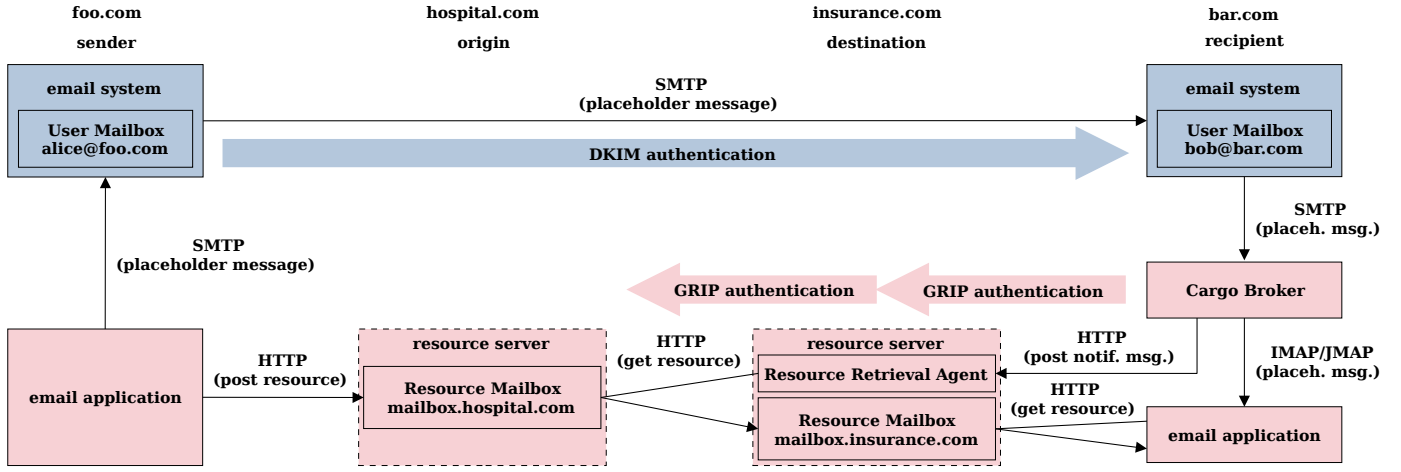 foo.com
hospital.com
insurance.com
bar.com
sender
origin
destination
recipient
email system
User Mailbox
alice@foo.com
SMTP
(placeholder message)
DKIM authentication
email system
User Mailbox
bob@bar.com
SMTP
(placeholder message)
SMTP
(placeh. msg.)
GRIP authentication
GRIP authentication
Cargo Broker
email application
HTTP
(post resource)
resource server
Resource Mailbox
mailbox.hospital.com
HTTP
(get resource)
resource server
Resource Retrieval Agent
Resource Mailbox
mailbox.insurance.com
HTTP
(post notif. msg.)
HTTP
(get resource)
IMAP/JMAP
(placeh. msg.)
email application